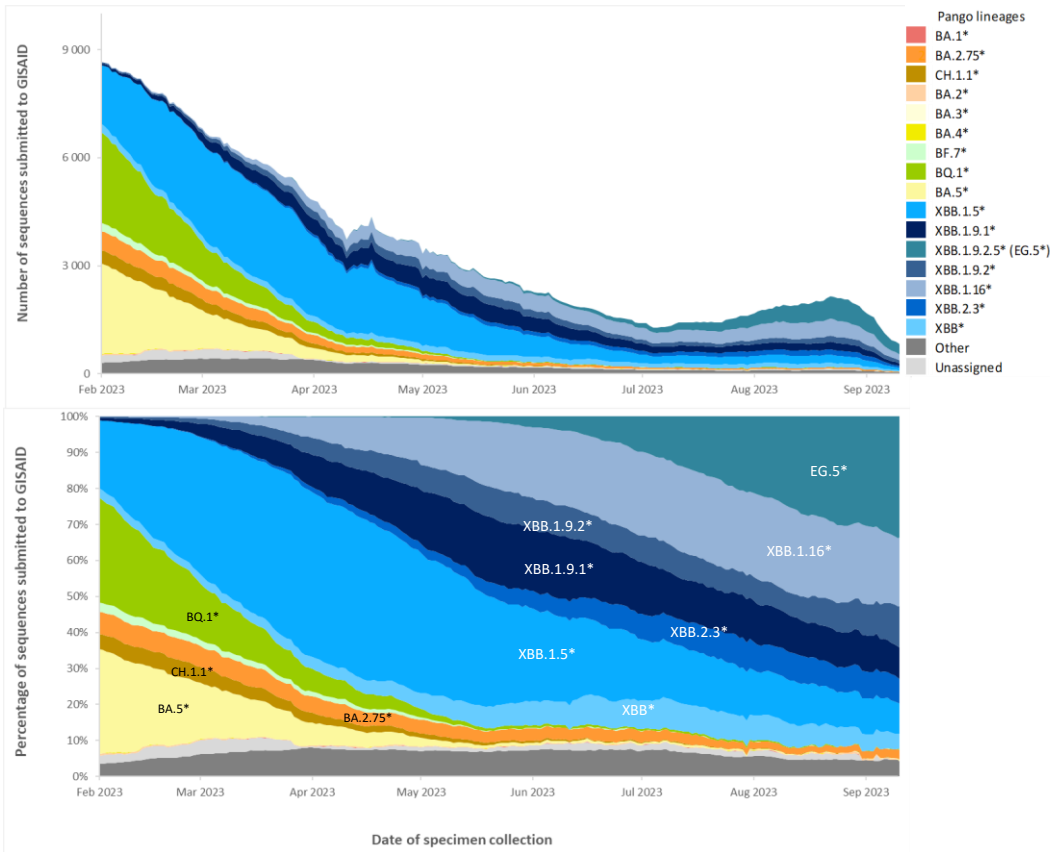 Number of sequences submitted to GISAID
9 000
6 000
3 000
0
Feb 2023 Mar 2023 Apr 2023 May 2023 Jun 2023 Jul 2023 Aug 2023 Sep 2023
Pango lineages
BA.1*
BA.2.75*
CH.1.1*
BA.2*
BA.3*
BA.4*
BF.7*
BQ.1*
BA.5*
XBB.1.5*
XBB.1.9.1*
XBB.1.9.2.5* (EG.5*)
XBB.1.9.2*
XBB.1.16*
XBB.2.3*
XBB*
Other
Unassigned
Percentage of sequences submitted to GISAID
100%
90%
80%
70%
60%
50%
40%
30%
20%
10%
0%
EG.5*
XBB.1.9.2*
XBB.1.16*
XBB.1.9.1*
BQ.1*
XBB.2.3*
XBB.1.5*
CH.1.1*
BA.5*
BA.2.75*
XBB*
Feb 2023 Mar 2023 Apr 2023 May 2023 Jun 2023 Jul 2023 Aug 2023 Sep 2023
Date of specimen collection